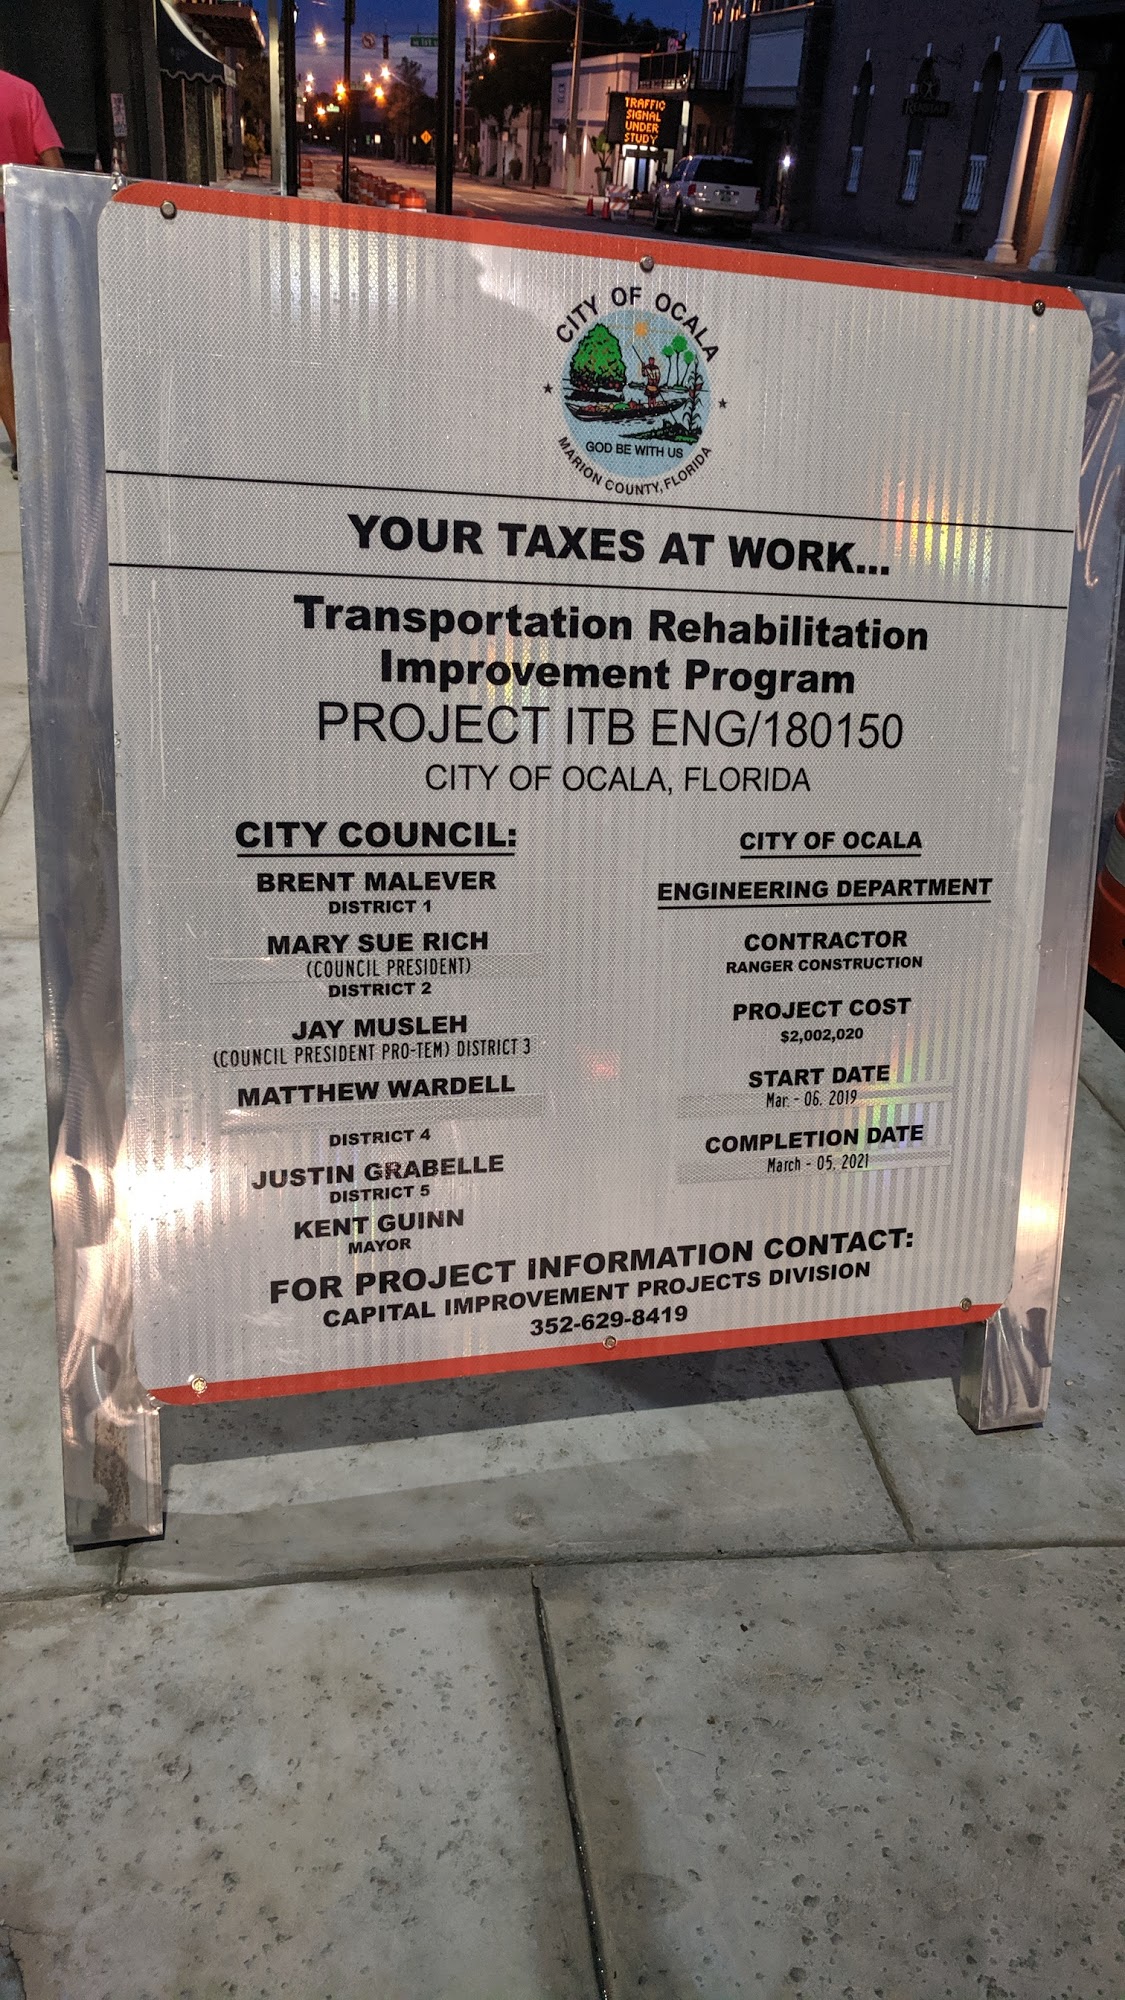 TRAFFIC
SIGNAL
UNDER
STUDY
CITY OF OCALA
GOD BE WITH US
MARION COUNTY, FLORIDA
YOUR TAXES AT WORK...
Transportation Rehabilitation
Improvement Program
PROJECT ITB ENG/180150
CITY OF OCALA, FLORIDA
CITY COUNCIL:
BRENT MALEVER
DISTRICT 1
MARY SUE RICH
(COUNCIL PRESIDENT)
DISTRICT 2
JAY MUSLEH
(COUNCIL PRESIDENT PRO-TEM) DISTRICT 3
MATTHEW WARDELL
DISTRICT 4
JUSTIN GRABELLE
DISTRICT 5
KENT GUINN
MAYOR
CITY OF OCALA
ENGINEERING DEPARTMENT
CONTRACTOR
RANGER CONSTRUCTION
PROJECT COST
$2,002,020
START DATE
Mar. - 06. 2019
COMPLETION DATE
March - 05. 2021
FOR PROJECT INFORMATION CONTACT:
CAPITAL IMPROVEMENT PROJECTS DIVISION
352-629-8419